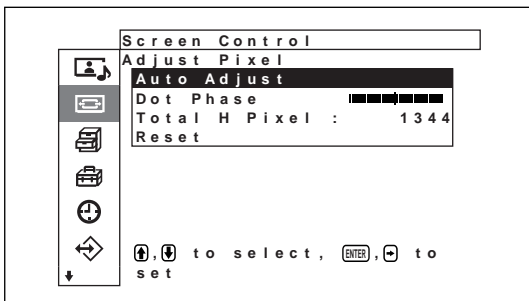 Screen Control
Adjust Pixel
Auto Adjust
Dot Phase
Total H Pixel : 1344
Reset
↑,↓ to select, ENTER,→ to
set